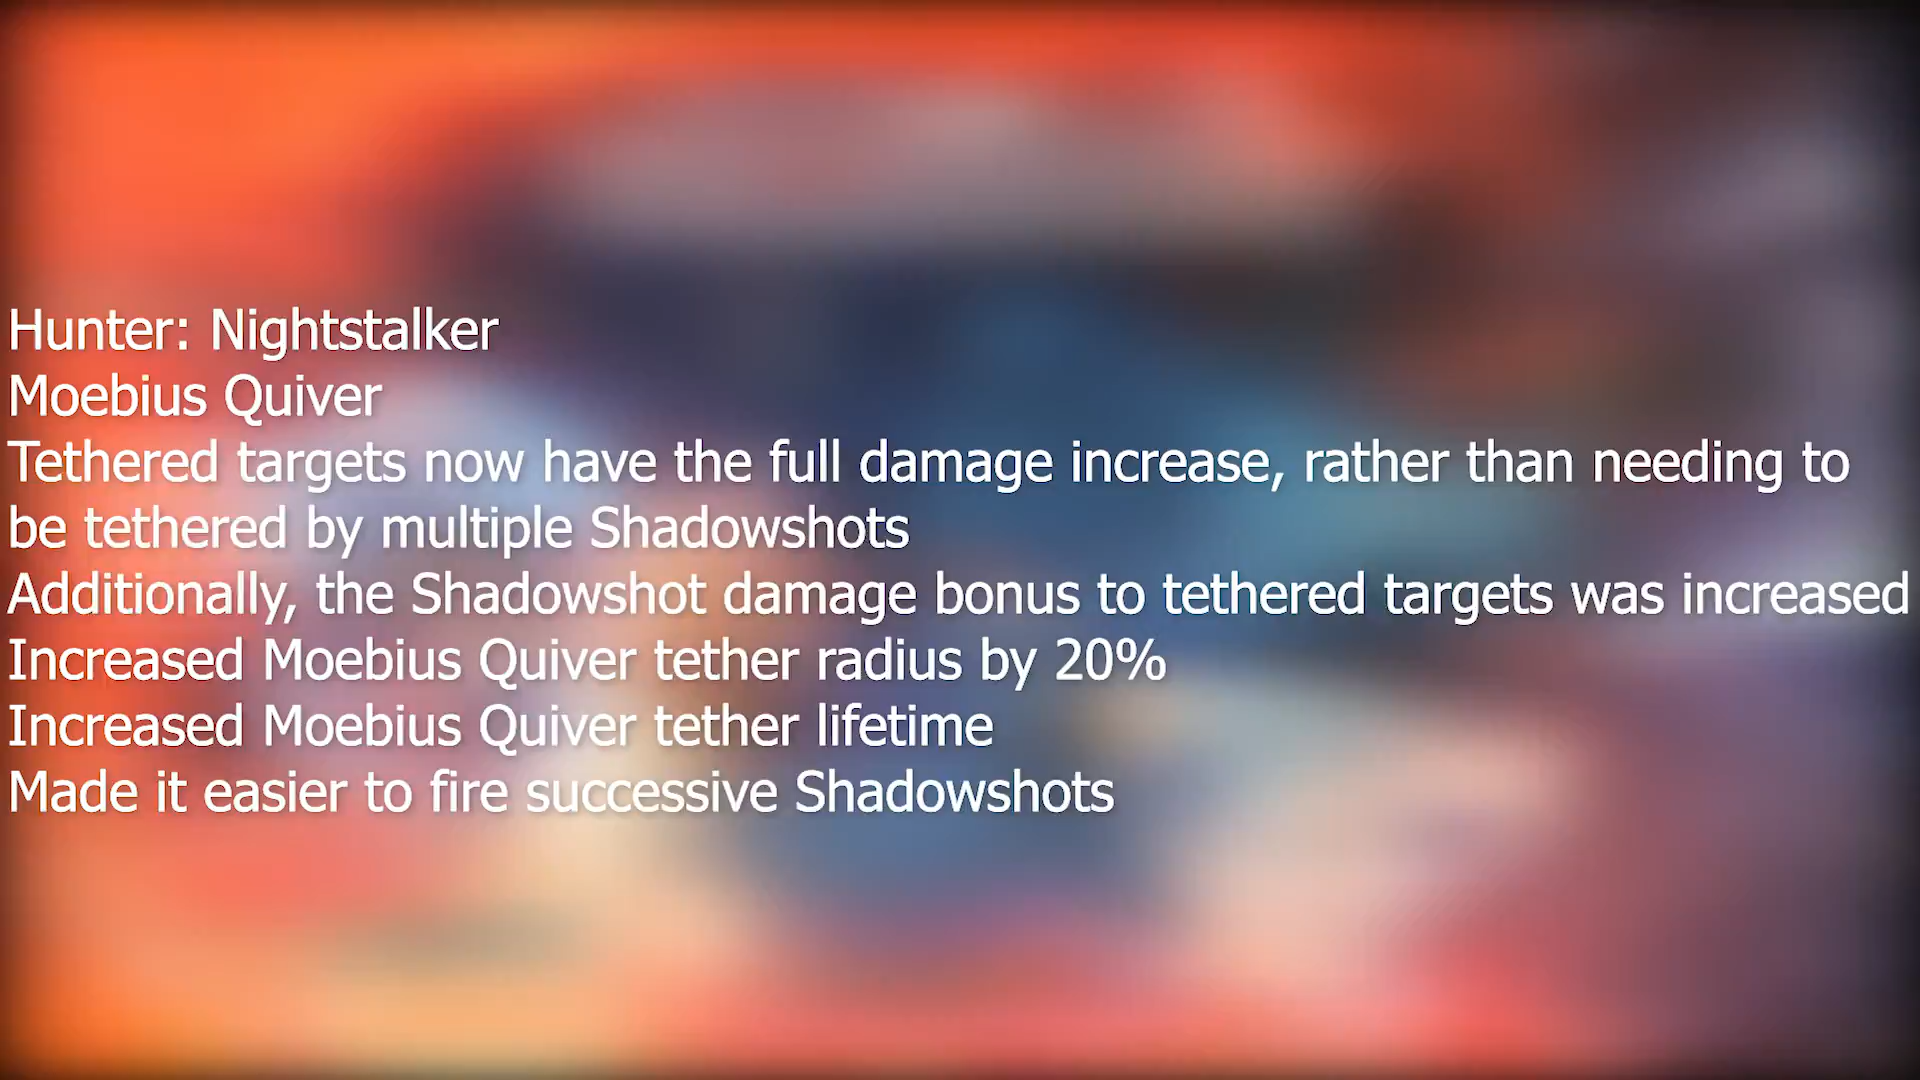 Hunter: Nightstalker
Moebius Quiver
Tethered targets now have the full damage increase, rather than needing to
be tethered by multiple Shadowshots
Additionally, the Shadowshot damage bonus to tethered targets was increased
Increased Moebius Quiver tether radius by 20%
Increased Moebius Quiver tether lifetime
Made it easier to fire successive Shadowshots